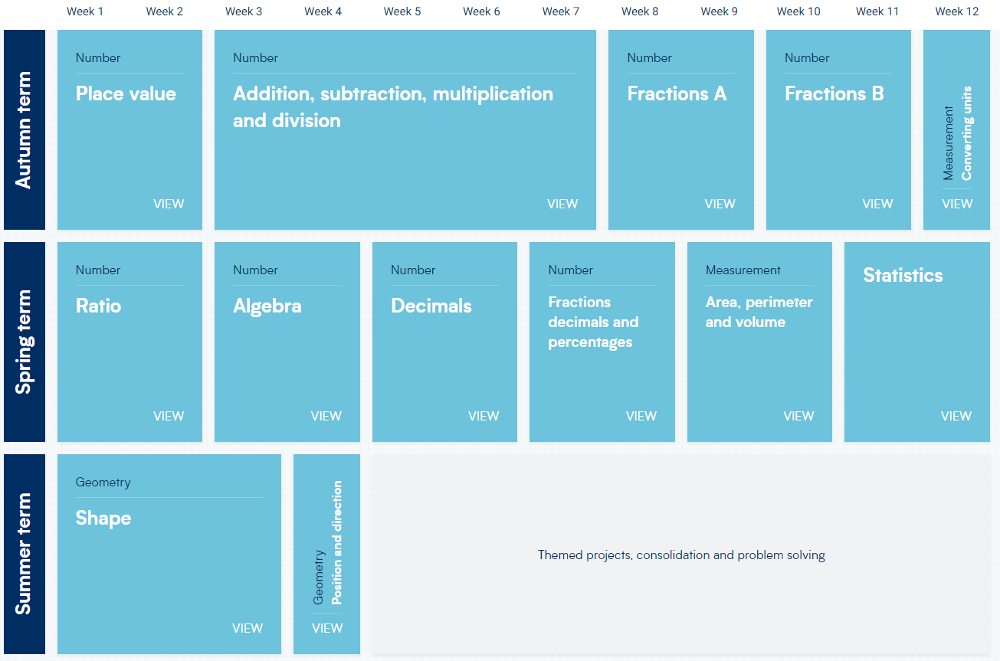 Week 1 Week 2 Week 3 Week 4 Week 5 Week 6 Week 7 Week 8 Week 9 Week 10 Week 11 Week 12
Autumn term
Number
Place value
VIEW
Number
Addition, subtraction, multiplication
and division
VIEW
Number
Fractions A
VIEW
Number
Fractions B
VIEW
Measurement
Converting units
VIEW
Spring term
Number
Ratio
VIEW
Number
Algebra
VIEW
Number
Decimals
VIEW
Number
Fractions
decimals and
percentages
VIEW
Measurement
Area, perimeter
and volume
VIEW
Statistics
VIEW
Summer term
Geometry
Shape
VIEW
Geometry
Position and direction
VIEW
Themed projects, consolidation and problem solving